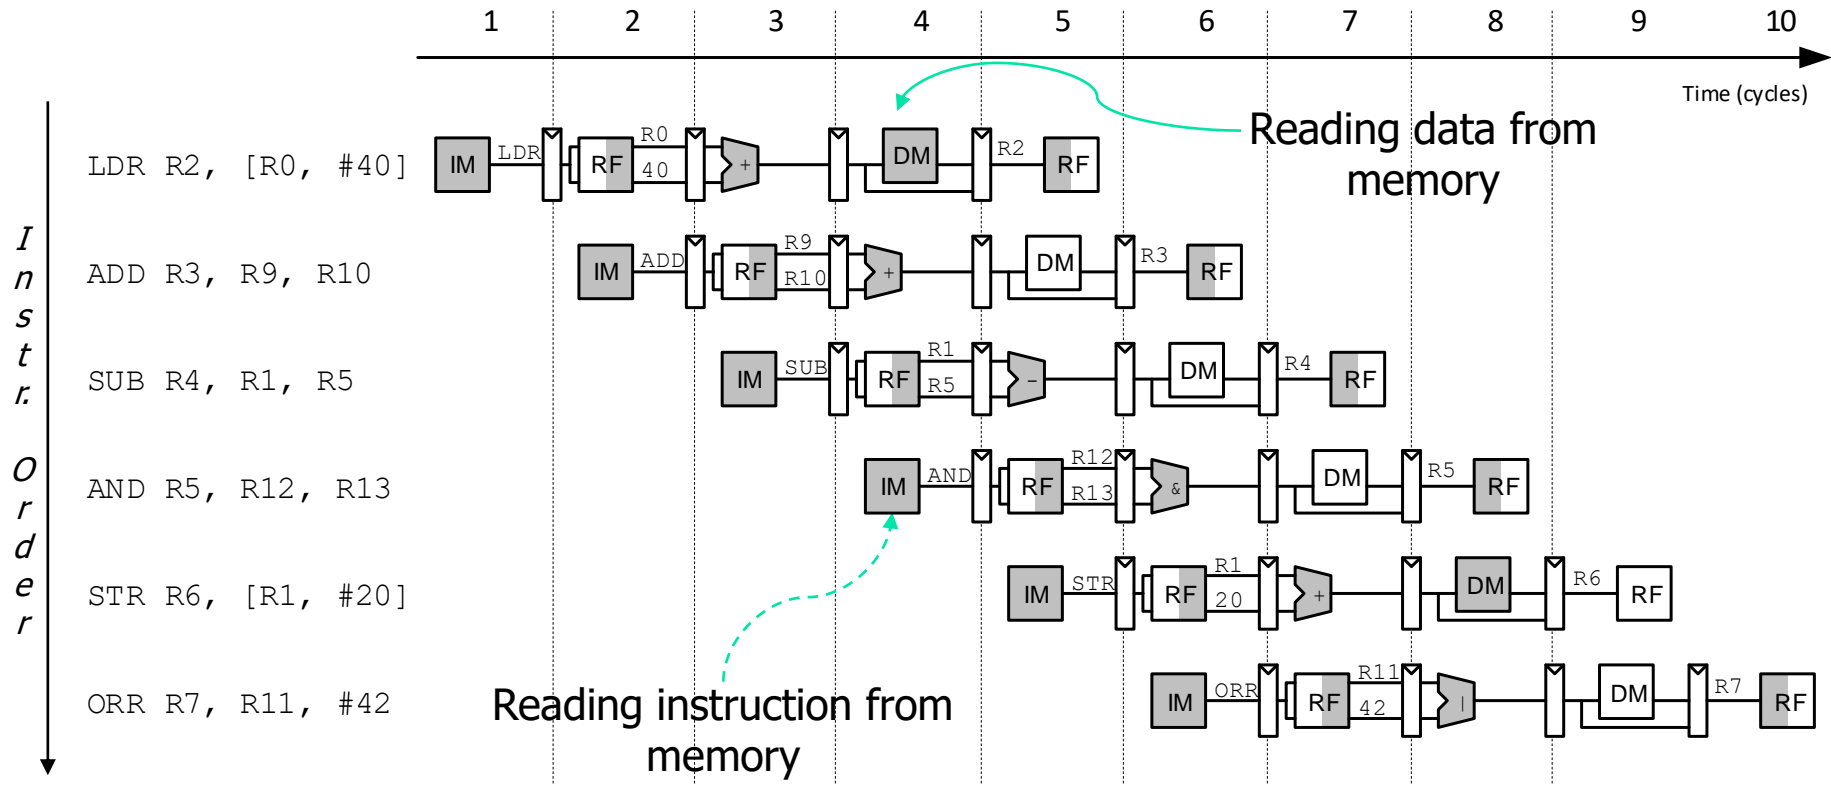 1 2 3 4 5 6 7 8 9 10
Time (cycles)
Reading data from
memory
Instr. Order
LDR R2, [R0, #40] IM LDR RF R0 40 + DM R2 RF
ADD R3, R9, R10 IM ADD RF R9 R10 + DM R3 RF
SUB R4, R1, R5 IM SUB RF R1 R5 - DM R4 RF
AND R5, R12, R13 IM AND RF R12 R13 & DM R5 RF
STR R6, [R1, #20] IM STR RF R1 20 + DM R6 RF
ORR R7, R11, #42 IM ORR RF R11 42 | DM R7 RF
Reading instruction from
memory